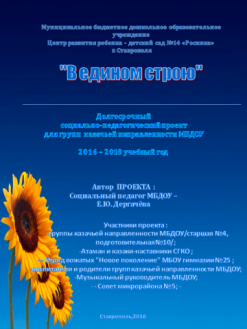 Муниципальное бюджетное дошкольное образовательное
учреждение
Центр развития ребенка – детский сад №14 «Росинка»
г. Ставрополя
"В едином строю"
Долгосрочный
социально-педагогический проект
для групп казачьей направленности МБДОУ
2016 – 2018 учебный год
Автор ПРОЕКТА :
Социальный педагог МБДОУ –
Е.Ю. Дергачёва
Участники проекта :
группы казачьей направленности МБДОУ/старшая №4,
подготовительная№10/;
-Атаман и казаки-наставники СГКО ;
вожатых "Новое поколение" МБОУ гимназии №25 ;
и родители групп казачьей направленности МБДОУ;
-Музыкальный руководитель МБДОУ;
- Совет микрорайона №5; -
Ставрополь,2016